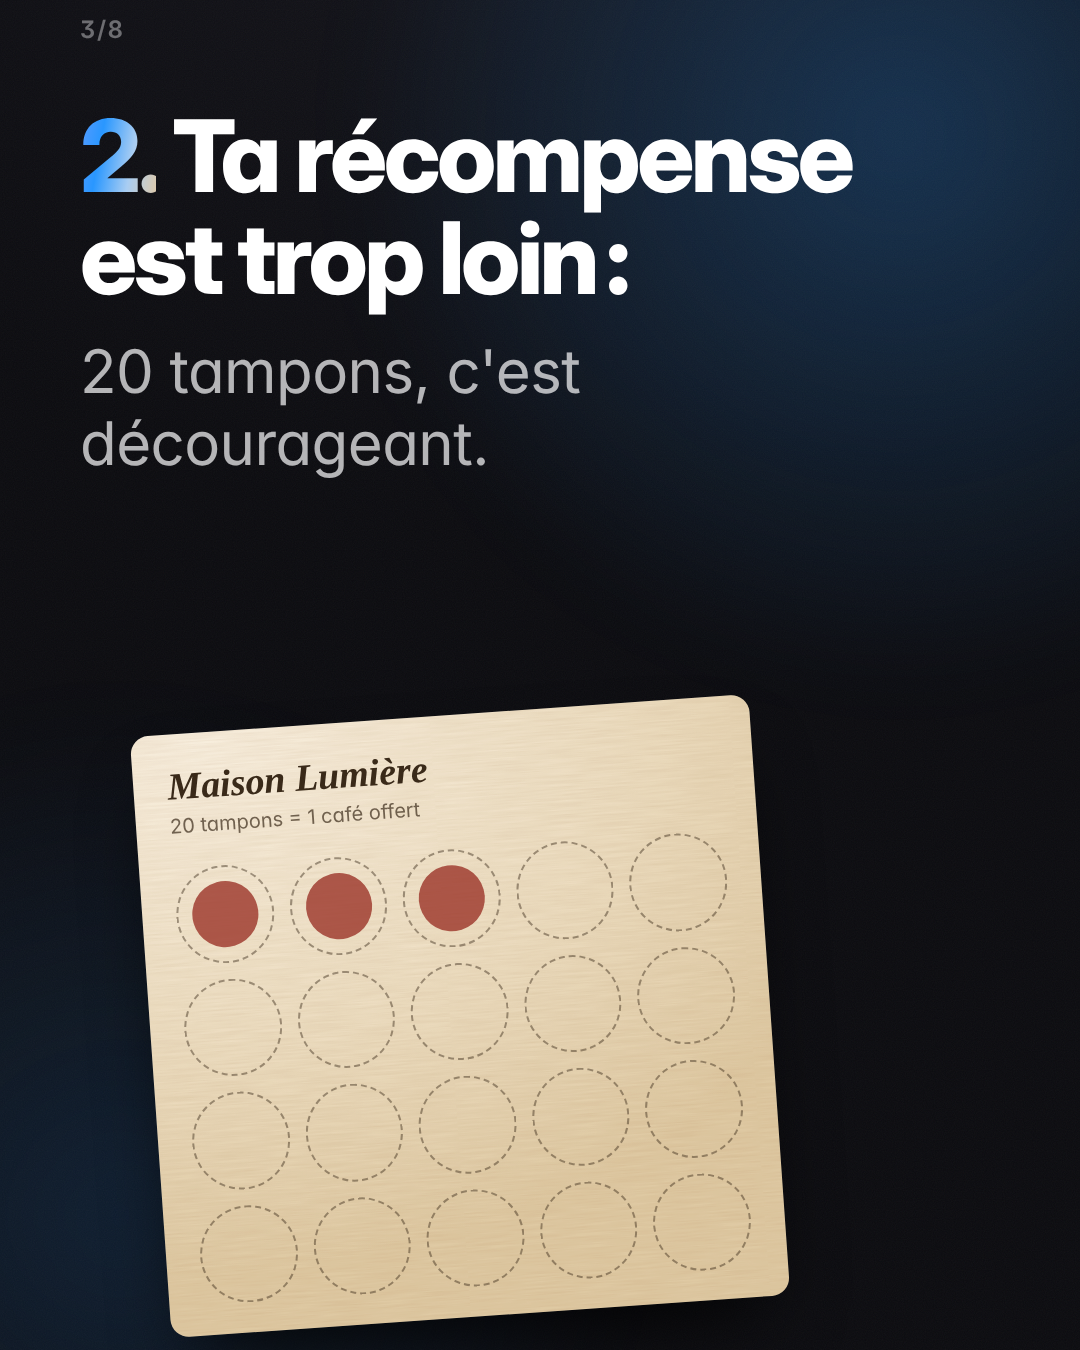 3/8
2. Ta récompense
est trop loin :
20 tampons, c'est
décourageant.
Maison Lumière
20 tampons = 1 café offert